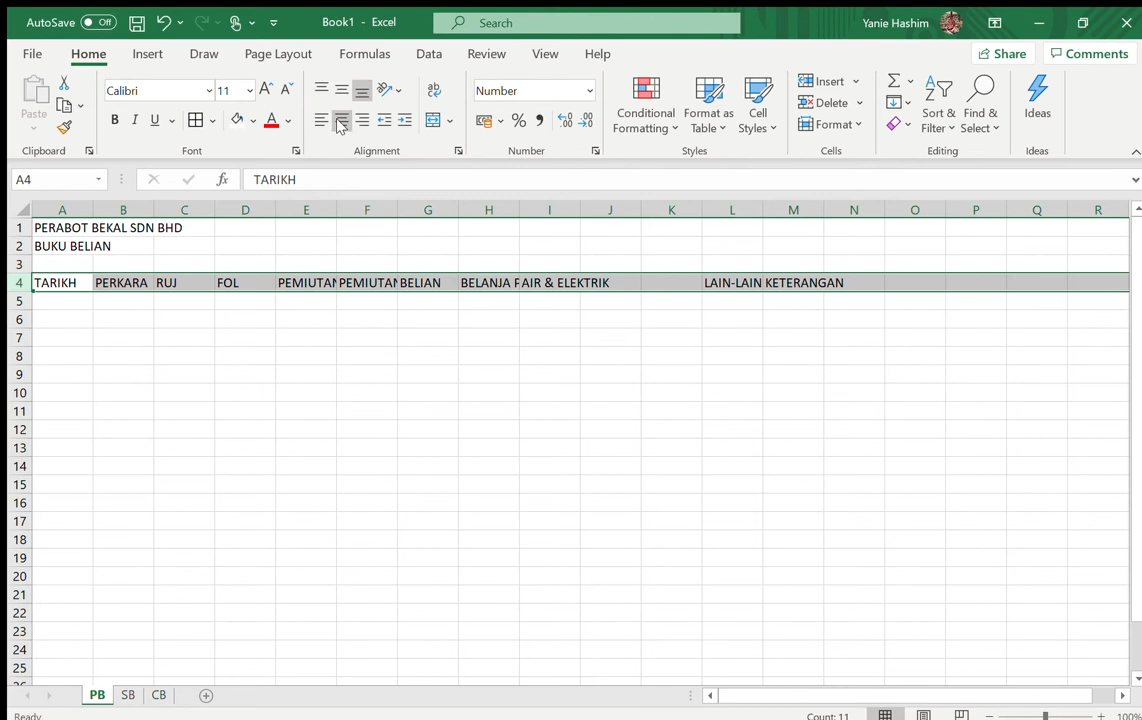 AutoSave Off Book1 - Excel Search Yanie Hashim
File Home Insert Draw Page Layout Formulas Data Review View Help Share Comments
Paste Calibri 11 B I U A ab Number % Conditional Formatting Format as Table Cell Styles Insert Delete Format Sort & Filter Find & Select Ideas
Clipboard Font Alignment Number Styles Cells Editing Ideas
A4 fx TARIKH
A B C D E F G H I J K L M N O P Q R
1 PERABOT BEKAL SDN BHD
2 BUKU BELIAN
3
4 TARIKH PERKARA RUJ FOL PEMIUTAN PEMIUTAN BELIAN BELANJA P AIR & ELEKTRIK LAIN-LAIN KETERANGAN
5
6
7
8
9
10
11
12
13
14
15
16
17
18
19
20
21
22
23
24
25
PB SB CB
Ready Count: 11 100%